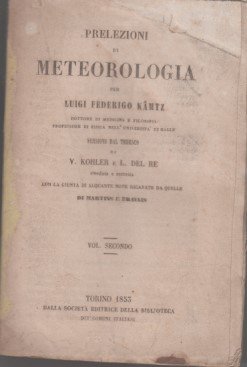 PRELEZIONI
DI
METEOROLOGIA
PER
LUIGI FEDERIGO KÄMTZ
DOTTORE DI MEDICINA E FILOSOFIA
PROFESSORE DI FISICA NELL' UNIVERSITA' DI HALLE
VERSIONE DAL TEDESCO
DI
V. KOHLER E L. DEL RE
riveduta e corretta
CON LA GIUNTA DI ALQUANTE NOTE RICAVATE DA QUELLE
DI MARTINS E BRAVAIS
VOL. SECONDO
TORINO 1853
DALLA SOCIETÀ EDITRICE DELLA BIBLIOTECA
DEI COMUNI ITALIANI